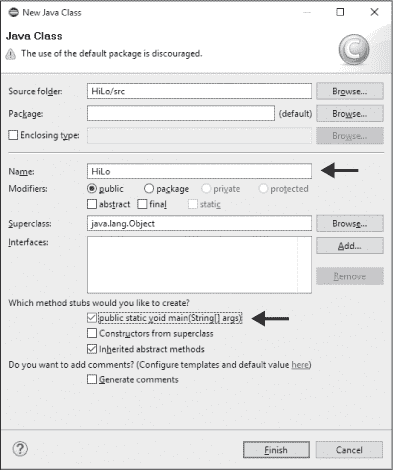 New Java Class
Java Class
The use of the default package is discouraged.
Source folder: HiLo/src Browse...
Package: (default) Browse...
Enclosing type: Browse...
Name: HiLo
Modifiers: public package private protected
abstract final static
Superclass: java.lang.Object Browse...
Interfaces: Add...
Remove
Which method stubs would you like to create?
public static void main(String[] args)
Constructors from superclass
Inherited abstract methods
Do you want to add comments? (Configure templates and default value here)
Generate comments
? Finish Cancel